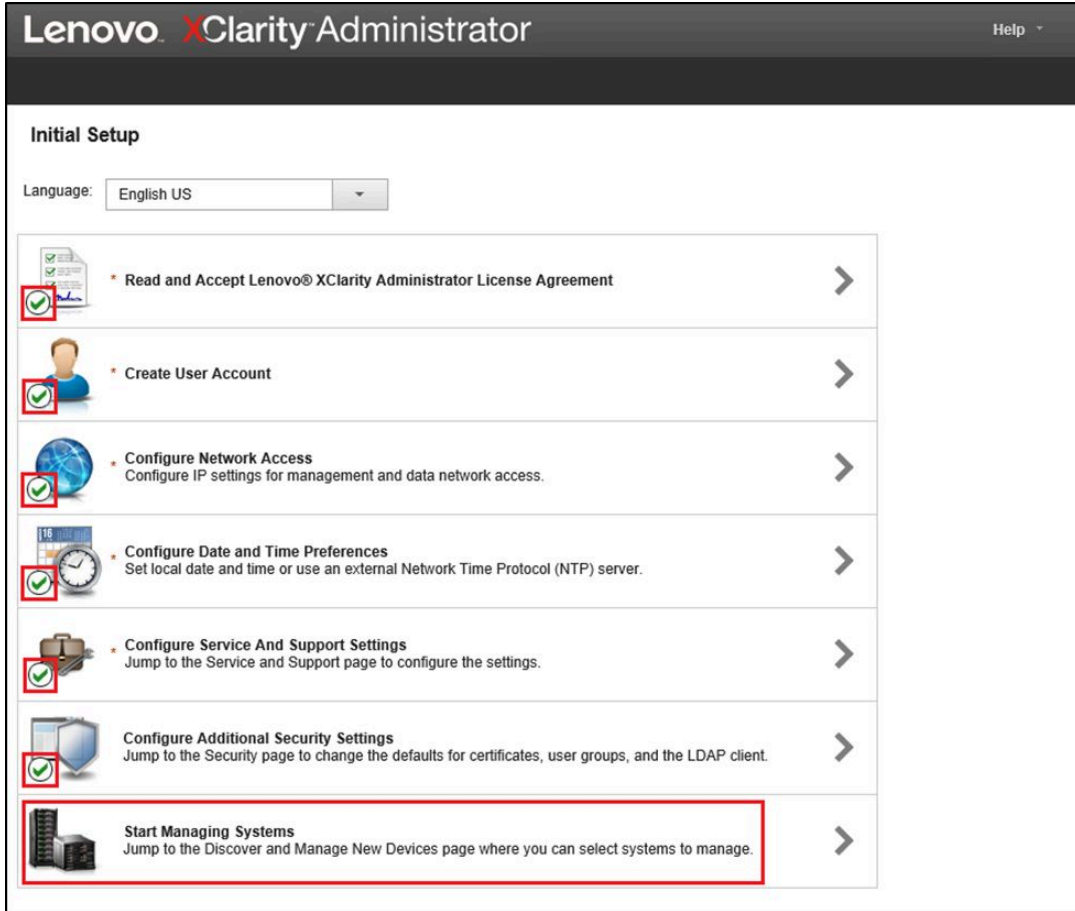 Lenovo. XClarity Administrator
Help
Initial Setup
Language:
English US
* Read and Accept Lenovo® XClarity Administrator License Agreement
* Create User Account
* Configure Network Access
Configure IP settings for management and data network access.
16
* Configure Date and Time Preferences
Set local date and time or use an external Network Time Protocol (NTP) server.
* Configure Service And Support Settings
Jump to the Service and Support page to configure the settings.
Configure Additional Security Settings
Jump to the Security page to change the defaults for certificates, user groups, and the LDAP client.
Start Managing Systems
Jump to the Discover and Manage New Devices page where you can select systems to manage.